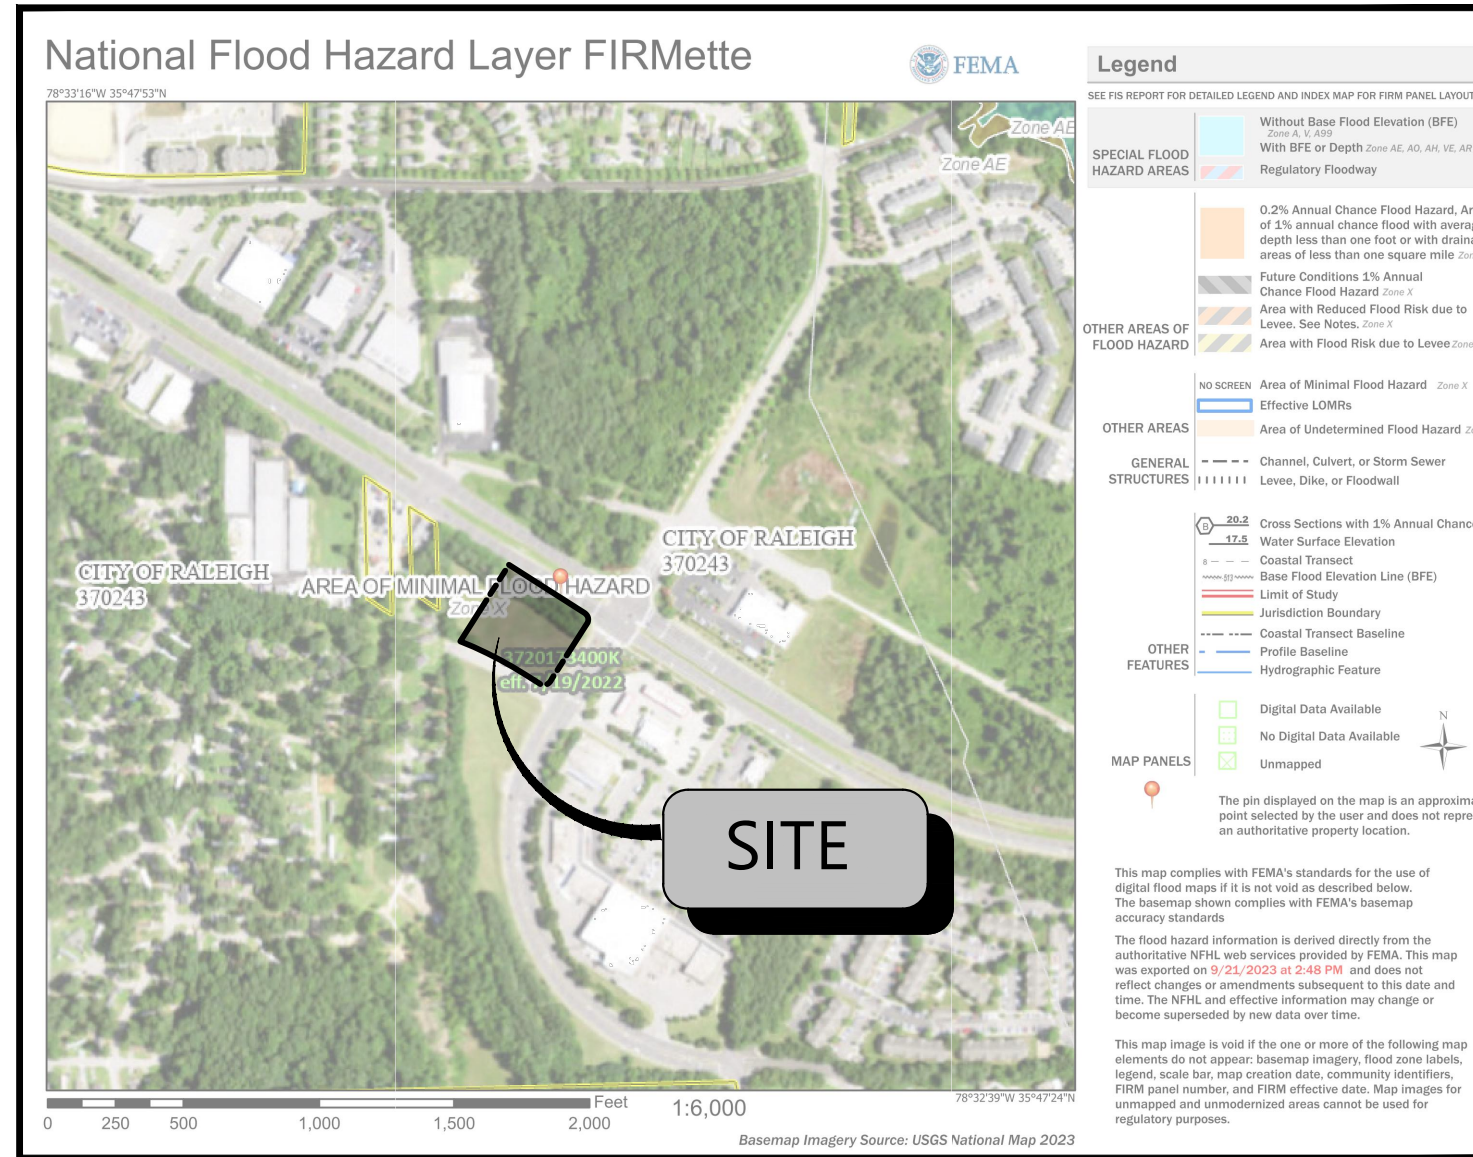 National Flood Hazard Layer FIRMette
FEMA
78°33'16"W 35°47'53"N
Zone AE
Zone AE
CITY OF RALEIGH
370243
CITY OF RALEIGH
370243
AREA OF MINIMAL FLOOD HAZARD
Zone X
eff.
19/2022
SITE
Feet
0 250 500 1,000 1,500 2,000
1:6,000
78°32'39"W 35°47'24"N
Basemap Imagery Source: USGS National Map 2023
Legend
SEE FIS REPORT FOR DETAILED LEGEND AND INDEX MAP FOR FIRM PANEL LAYOUT
SPECIAL FLOOD
HAZARD AREAS
Without Base Flood Elevation (BFE)
Zone A, V, A99
With BFE or Depth Zone AE, AO, AH, VE, AR
Regulatory Floodway
OTHER AREAS OF
FLOOD HAZARD
0.2% Annual Chance Flood Hazard,
of 1% annual chance flood with
depth less than one foot or with
areas of less than one square mile
Future Conditions 1% Annual
Chance Flood Hazard Zone X
Area with Reduced Flood Risk due to
Levee. See Notes. Zone X
Area with Flood Risk due to Levee Zone
OTHER AREAS
NO SCREEN Area of Minimal Flood Hazard Zone X
Effective LOMRs
Area of Undetermined Flood Hazard
GENERAL
STRUCTURES
Channel, Culvert, or Storm Sewer
Levee, Dike, or Floodwall
OTHER
FEATURES
B 20.2 Cross Sections with 1% Annual Chance
17.5 Water Surface Elevation
8 Coastal Transect
513 Base Flood Elevation Line (BFE)
Limit of Study
Jurisdiction Boundary
Coastal Transect Baseline
Profile Baseline
Hydrographic Feature
MAP PANELS
Digital Data Available
No Digital Data Available
Unmapped
N
The pin displayed on the map is an
point selected by the user and does not
an authoritative property location.
This map complies with FEMA's standards for the use of
digital flood maps if it is not void as described below.
The basemap shown complies with FEMA's basemap
accuracy standards
The flood hazard information is derived directly from the
authoritative NFHL web services provided by FEMA. This map
was exported on 9/21/2023 at 2:48 PM and does not
reflect changes or amendments subsequent to this date and
time. The NFHL and effective information may change or
become superseded by new data over time.
This map image is void if the one or more of the following map
elements do not appear: basemap imagery, flood zone labels,
legend, scale bar, map creation date, community identifiers,
FIRM panel number, and FIRM effective date. Map images for
unmapped and unmodernized areas cannot be used for
regulatory purposes.